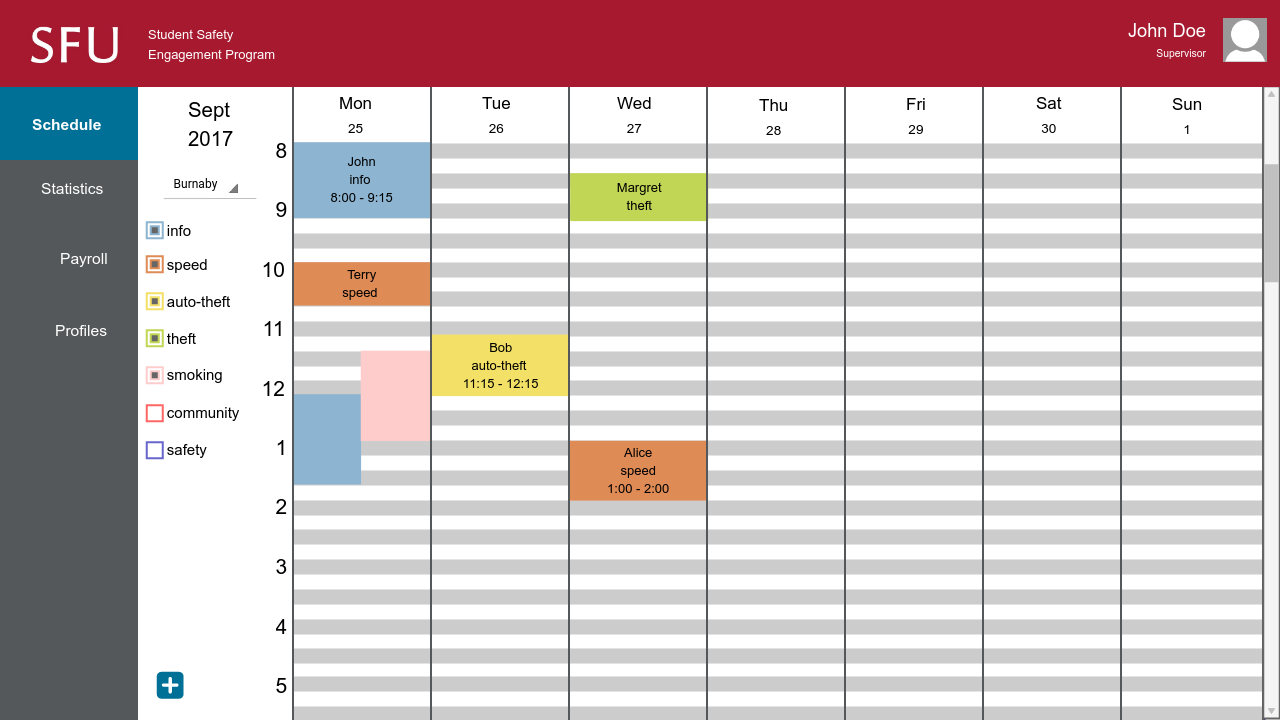 SFU
Student Safety
Engagement Program
John Doe
Supervisor
Schedule
Statistics
Payroll
Profiles
Sept
2017
Burnaby
info
speed
auto-theft
theft
smoking
community
safety
Mon
25
Tue
26
Wed
27
Thu
28
Fri
29
Sat
30
Sun
1
8
9
10
11
12
1
2
3
4
5
John
info
8:00 - 9:15
Terry
speed
Bob
auto-theft
11:15 - 12:15
Margret
theft
Alice
speed
1:00 - 2:00